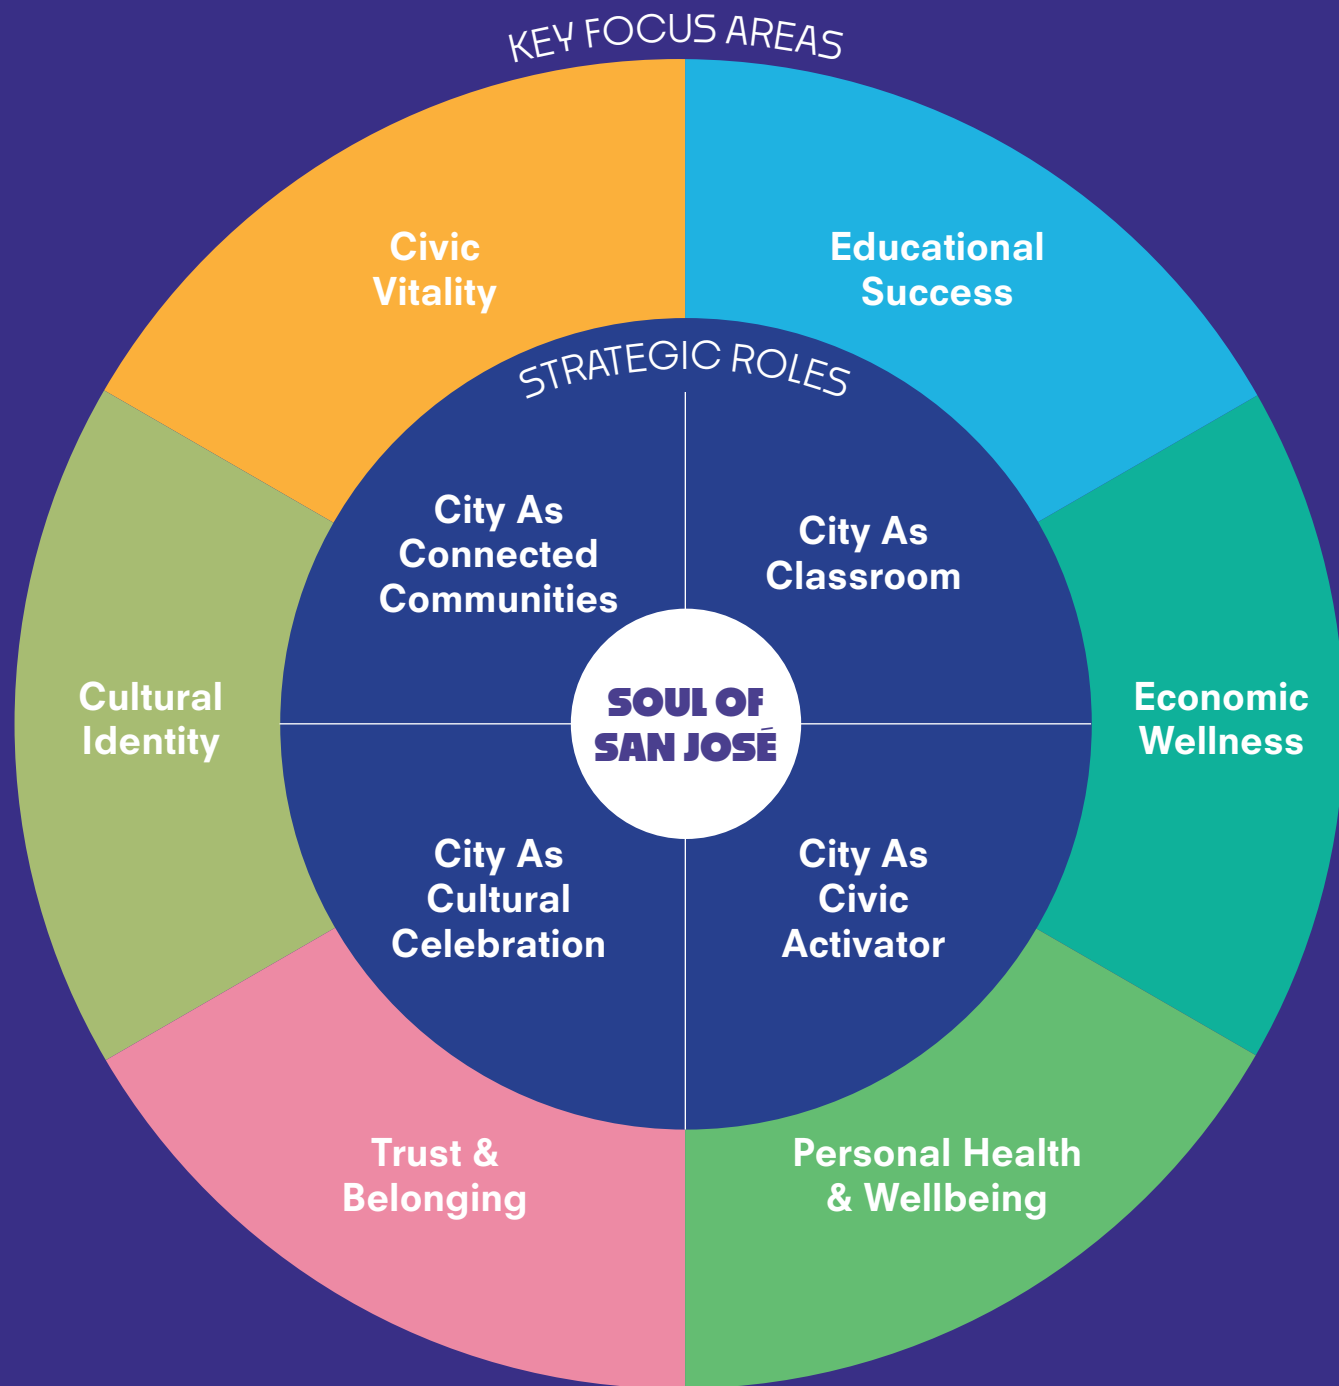 KEY FOCUS AREAS
Civic
Vitality
Educational
Success
STRATEGIC ROLES
City As
Connected
Communities
City As
Classroom
Cultural
Identity
SOUL OF
SAN JOSÉ
Economic
Wellness
City As
Cultural
Celebration
City As
Civic
Activator
Trust &
Belonging
Personal Health
& Wellbeing